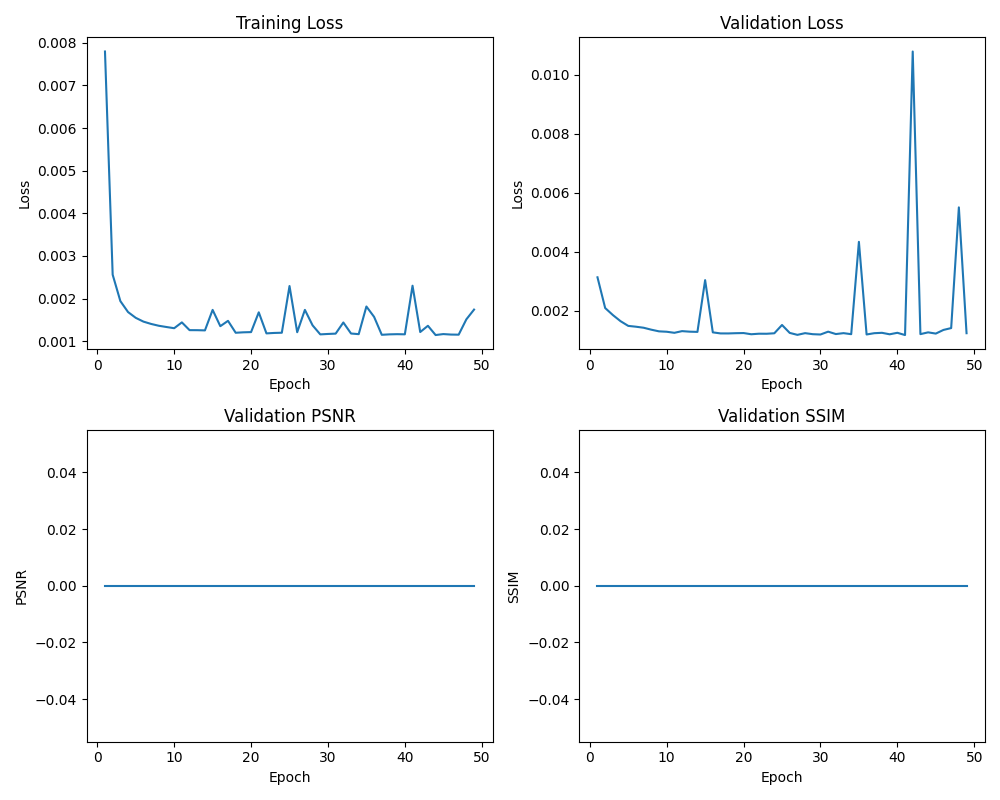 Training Loss
0.008
0.007
0.006
0.005
0.004
0.003
0.002
0.001
Loss
0 10 20 30 40 50
Epoch
Validation Loss
0.010
0.008
0.006
0.004
0.002
Loss
0 10 20 30 40 50
Epoch
Validation PSNR
0.04
0.02
0.00
−0.02
−0.04
PSNR
0 10 20 30 40 50
Epoch
Validation SSIM
0.04
0.02
0.00
−0.02
−0.04
SSIM
0 10 20 30 40 50
Epoch